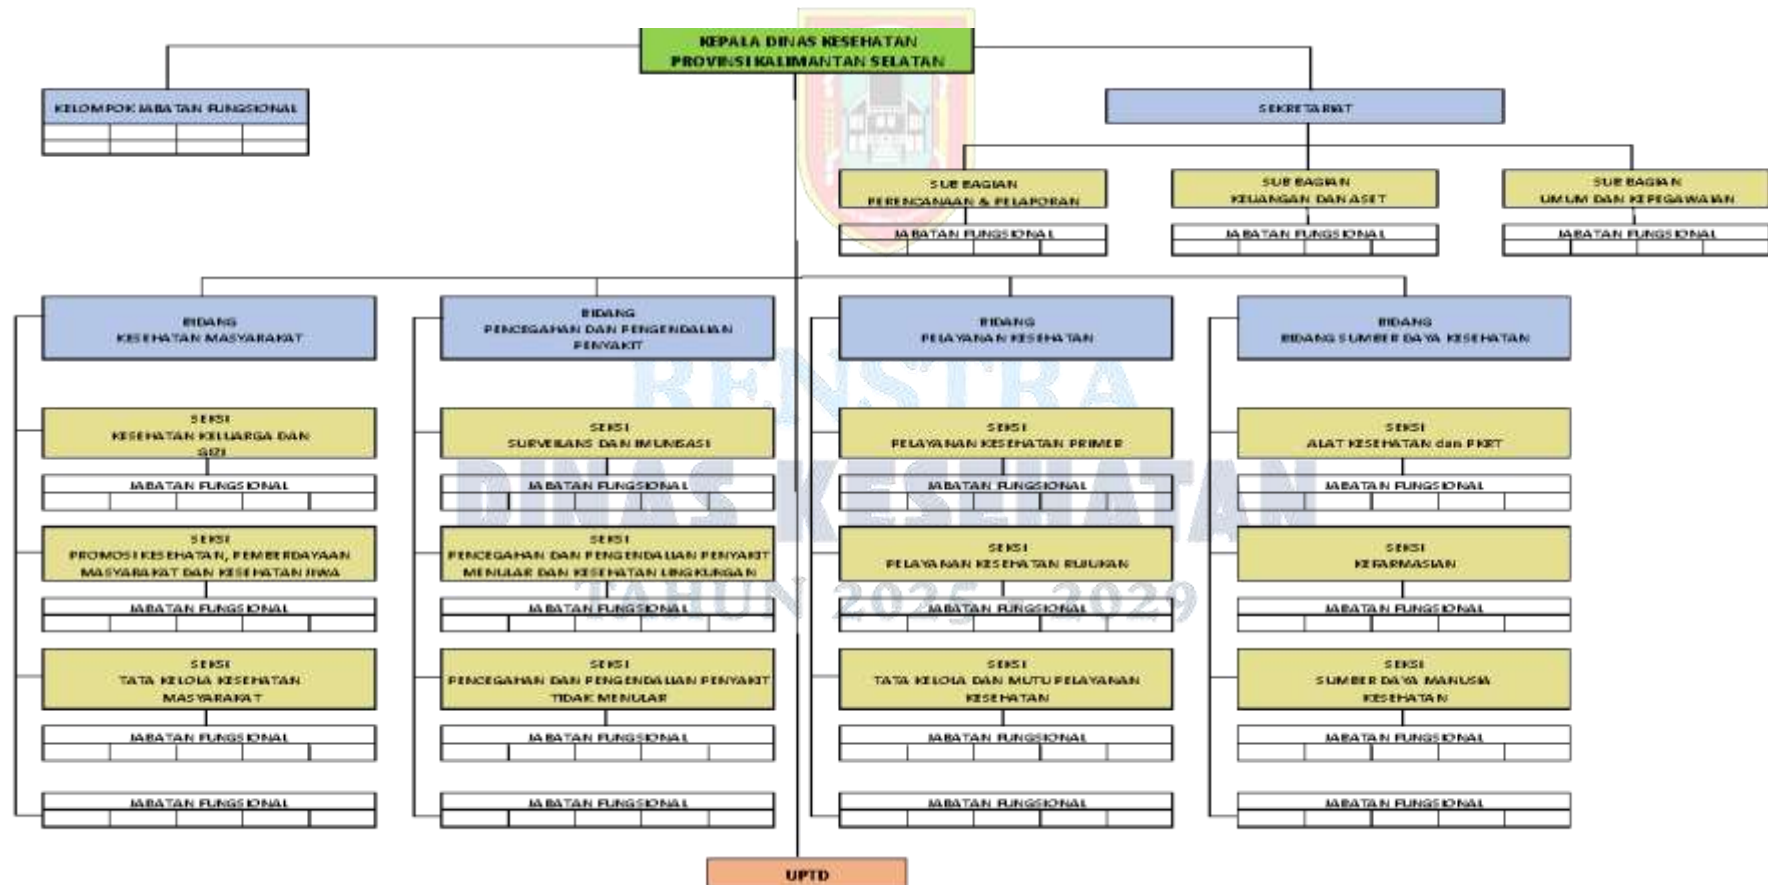 KEPALA DINAS KESEHATAN
PROVINSI KALIMANTAN SELATAN
KELOMPOK JABATAN FUNGSIONAL
SEKRETARIAT
SUB BAGIAN
PERENCANAAN & PELAPORAN
SUB BAGIAN
KEUANGAN DAN ASET
SUB BAGIAN
UMUM DAN KEPEGAWAIAN
JABATAN FUNGSIONAL
JABATAN FUNGSIONAL
JABATAN FUNGSIONAL
BIDANG
KESEHATAN MASYARAKAT
BIDANG
PENCEGAHAN DAN PENGENDALIAN
PENYAKIT
BIDANG
PELAYANAN KESEHATAN
BIDANG
BIDANG SUMBER DAYA KESEHATAN
RENSTRA
SEKSI
KESEHATAN KELUARGA DAN
GIZI
SEKSI
SURVEILANS DAN IMUNISASI
SEKSI
PELAYANAN KESEHATAN PRIMER
SEKSI
ALAT KESEHATAN dan PKRT
JABATAN FUNGSIONAL
JABATAN FUNGSIONAL
JABATAN FUNGSIONAL
JABATAN FUNGSIONAL
DINAS KESEHATAN
SEKSI
PROMOSI KESEHATAN, PEMBERDAYAAN
MASYARAKAT DAN KESEHATAN JIWA
SEKSI
PENCEGAHAN DAN PENGENDALIAN PENYAKIT
MENULAR DAN KESEHATAN LINGKUNGAN
SEKSI
PELAYANAN KESEHATAN RUJUKAN
SEKSI
KEFARMASIAN
JABATAN FUNGSIONAL
JABATAN FUNGSIONAL
JABATAN FUNGSIONAL
JABATAN FUNGSIONAL
TAHUN 2025 - 2029
SEKSI
TATA KELOLA KESEHATAN
MASYARAKAT
SEKSI
PENCEGAHAN DAN PENGENDALIAN PENYAKIT
TIDAK MENULAR
SEKSI
TATA KELOLA DAN MUTU PELAYANAN
KESEHATAN
SEKSI
SUMBER DAYA MANUSIA
KESEHATAN
JABATAN FUNGSIONAL
JABATAN FUNGSIONAL
JABATAN FUNGSIONAL
JABATAN FUNGSIONAL
JABATAN FUNGSIONAL
JABATAN FUNGSIONAL
JABATAN FUNGSIONAL
JABATAN FUNGSIONAL
UPTD